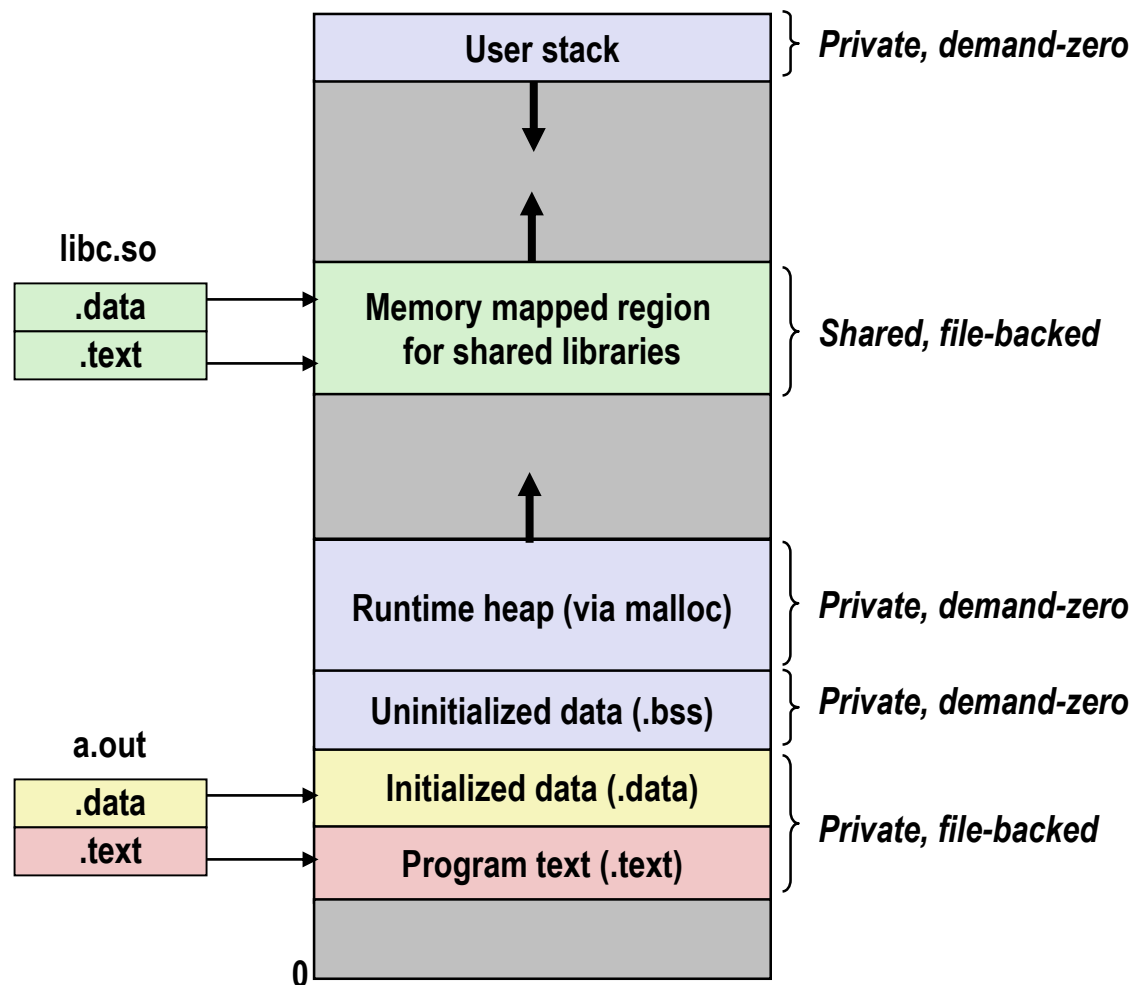 User stack
Private, demand-zero
libc.so
.data
.text
Memory mapped region
for shared libraries
Shared, file-backed
Runtime heap (via malloc)
Private, demand-zero
Uninitialized data (.bss)
Private, demand-zero
a.out
.data
.text
Initialized data (.data)
Program text (.text)
Private, file-backed
0